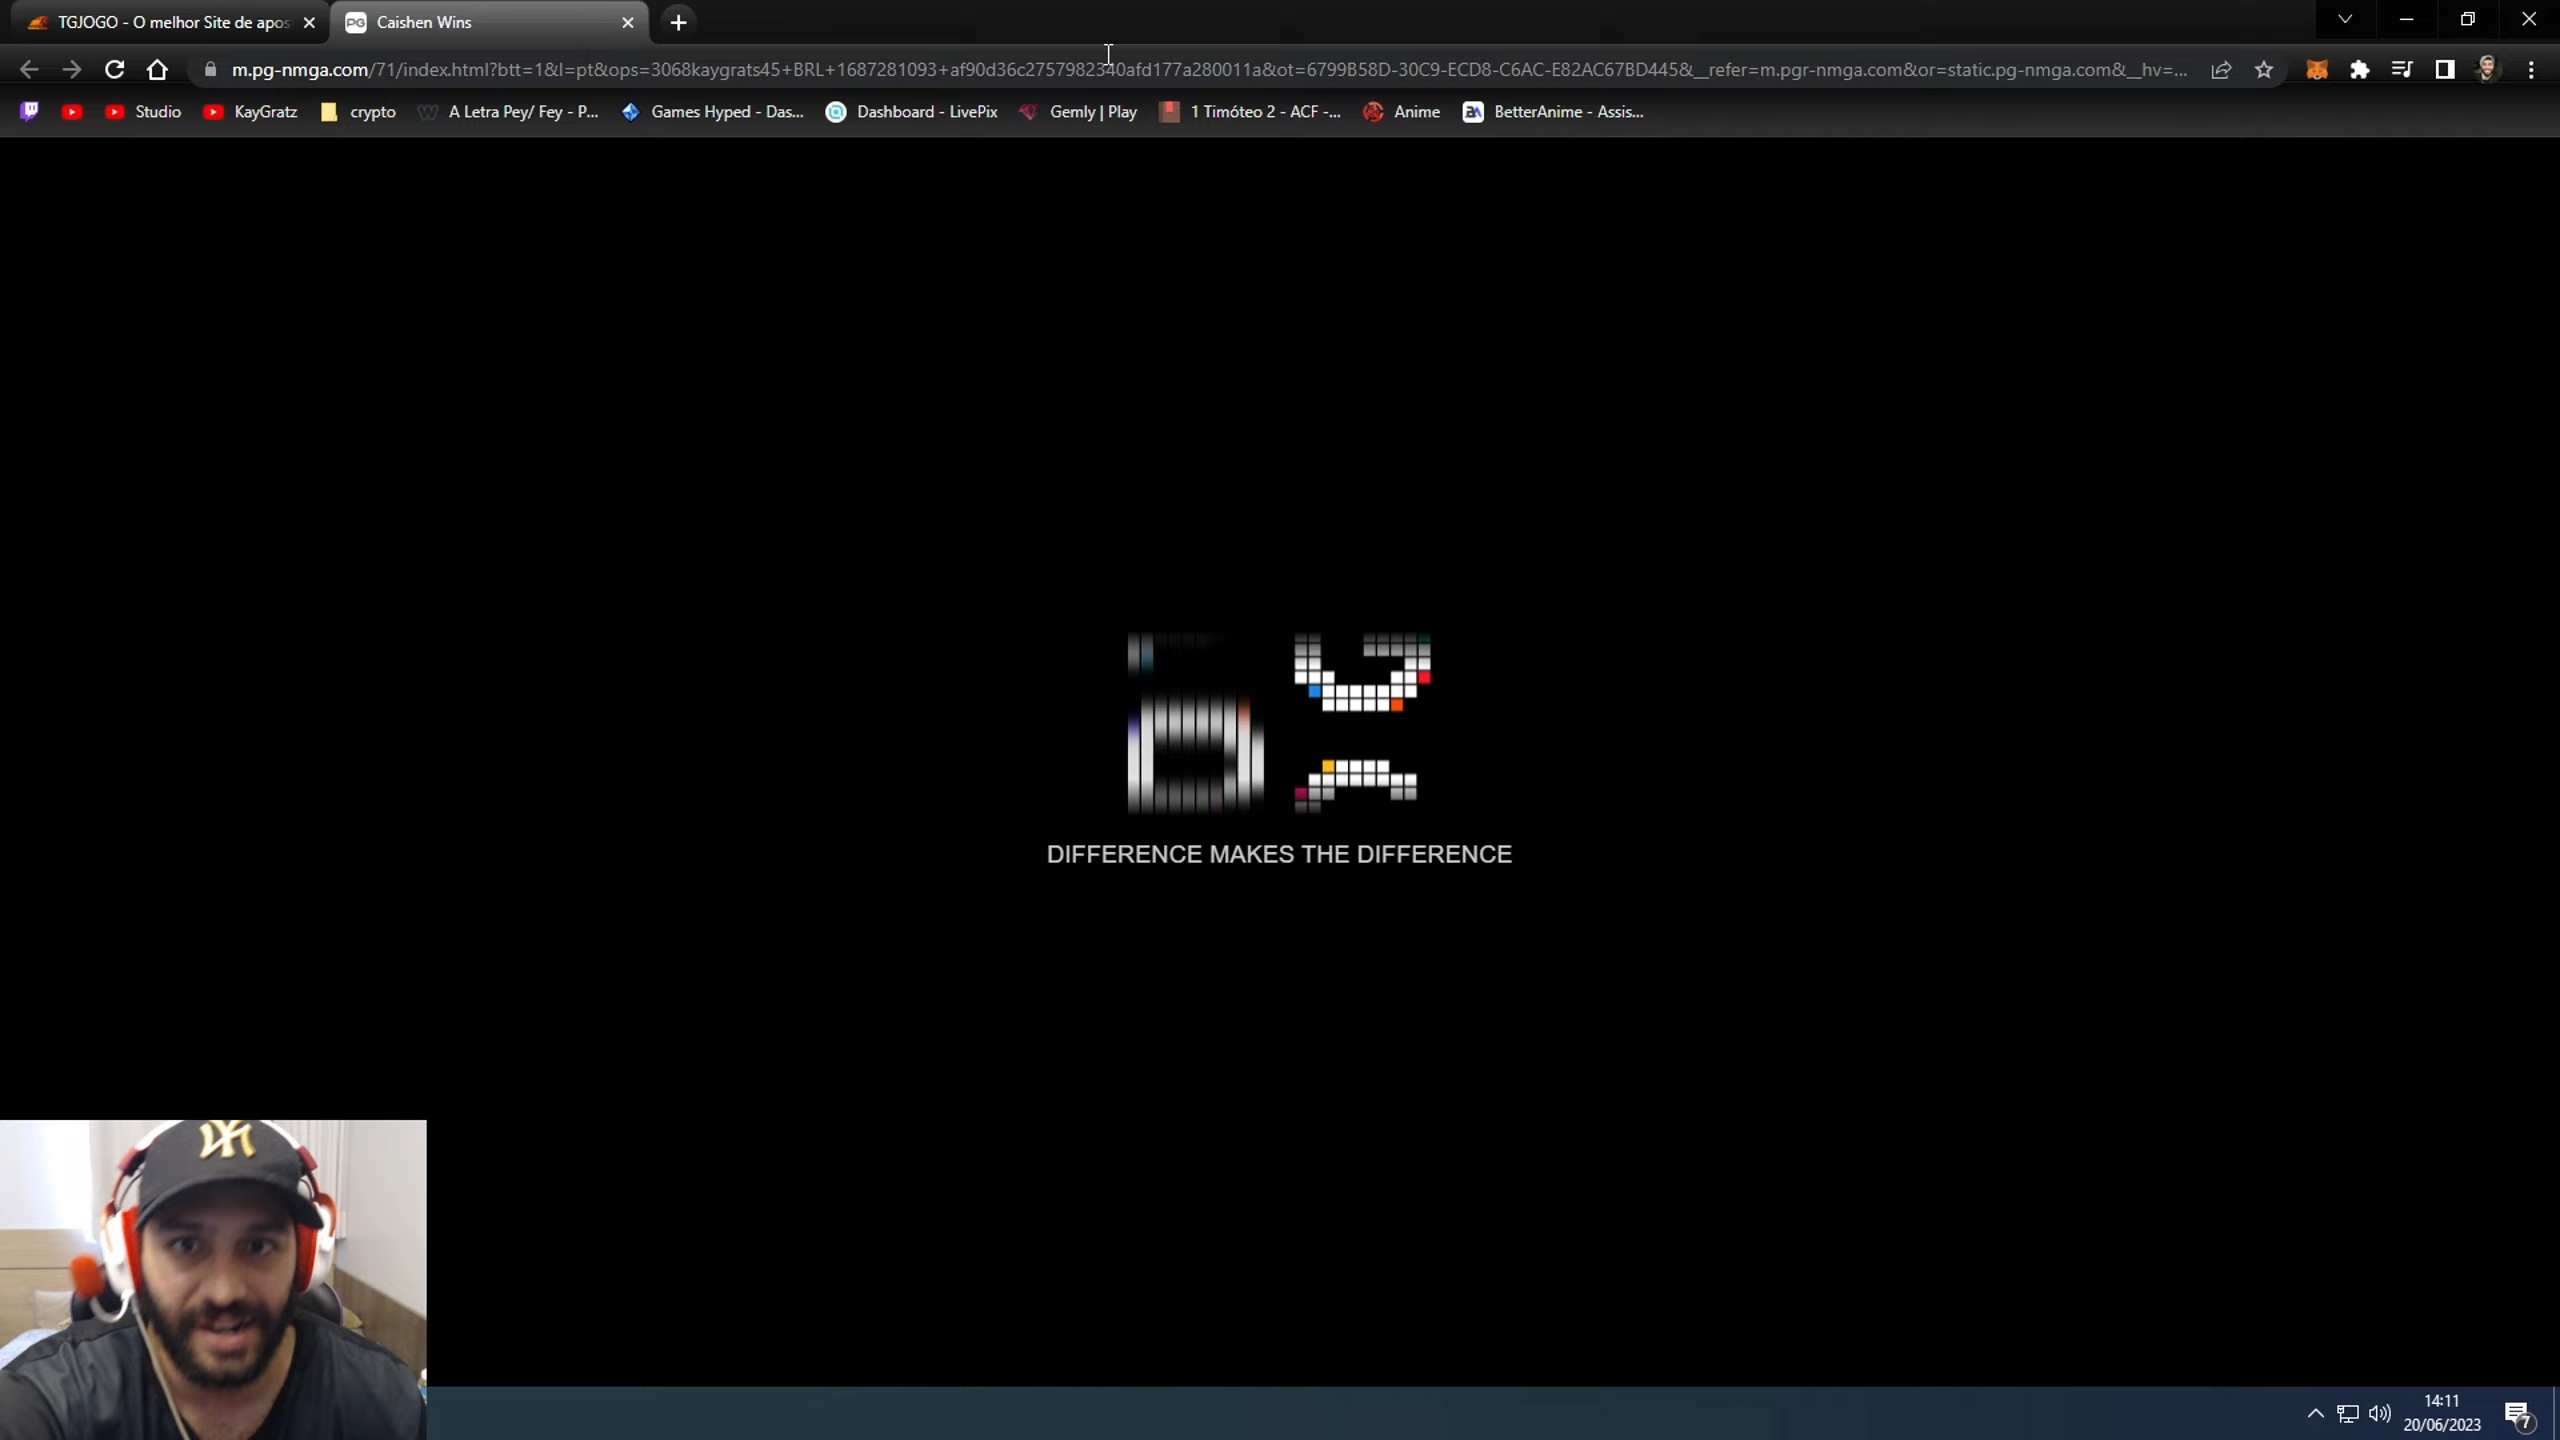 TGJOGO - O melhor Site de apos
PG Caishen Wins
m.pg-nmga.com/71/index.html?btt=1&l=pt&ops=3068kaygrats45+BRL+1687281093+af90d36c2757982340afd177a280011a&ot=6799B58D-30C9-ECD8-C6AC-E82AC67BD445&__refer=m.pgr-nmga.com&or=static.pg-nmga.com&__hv=...
Studio KayGratz crypto A Letra Pey/ Fey - P... Games Hyped - Das... Dashboard - LivePix Gemly | Play 1 Timóteo 2 - ACF -... Anime BetterAnime - Assis...
DIFFERENCE MAKES THE DIFFERENCE
14:11
20/06/2023
7